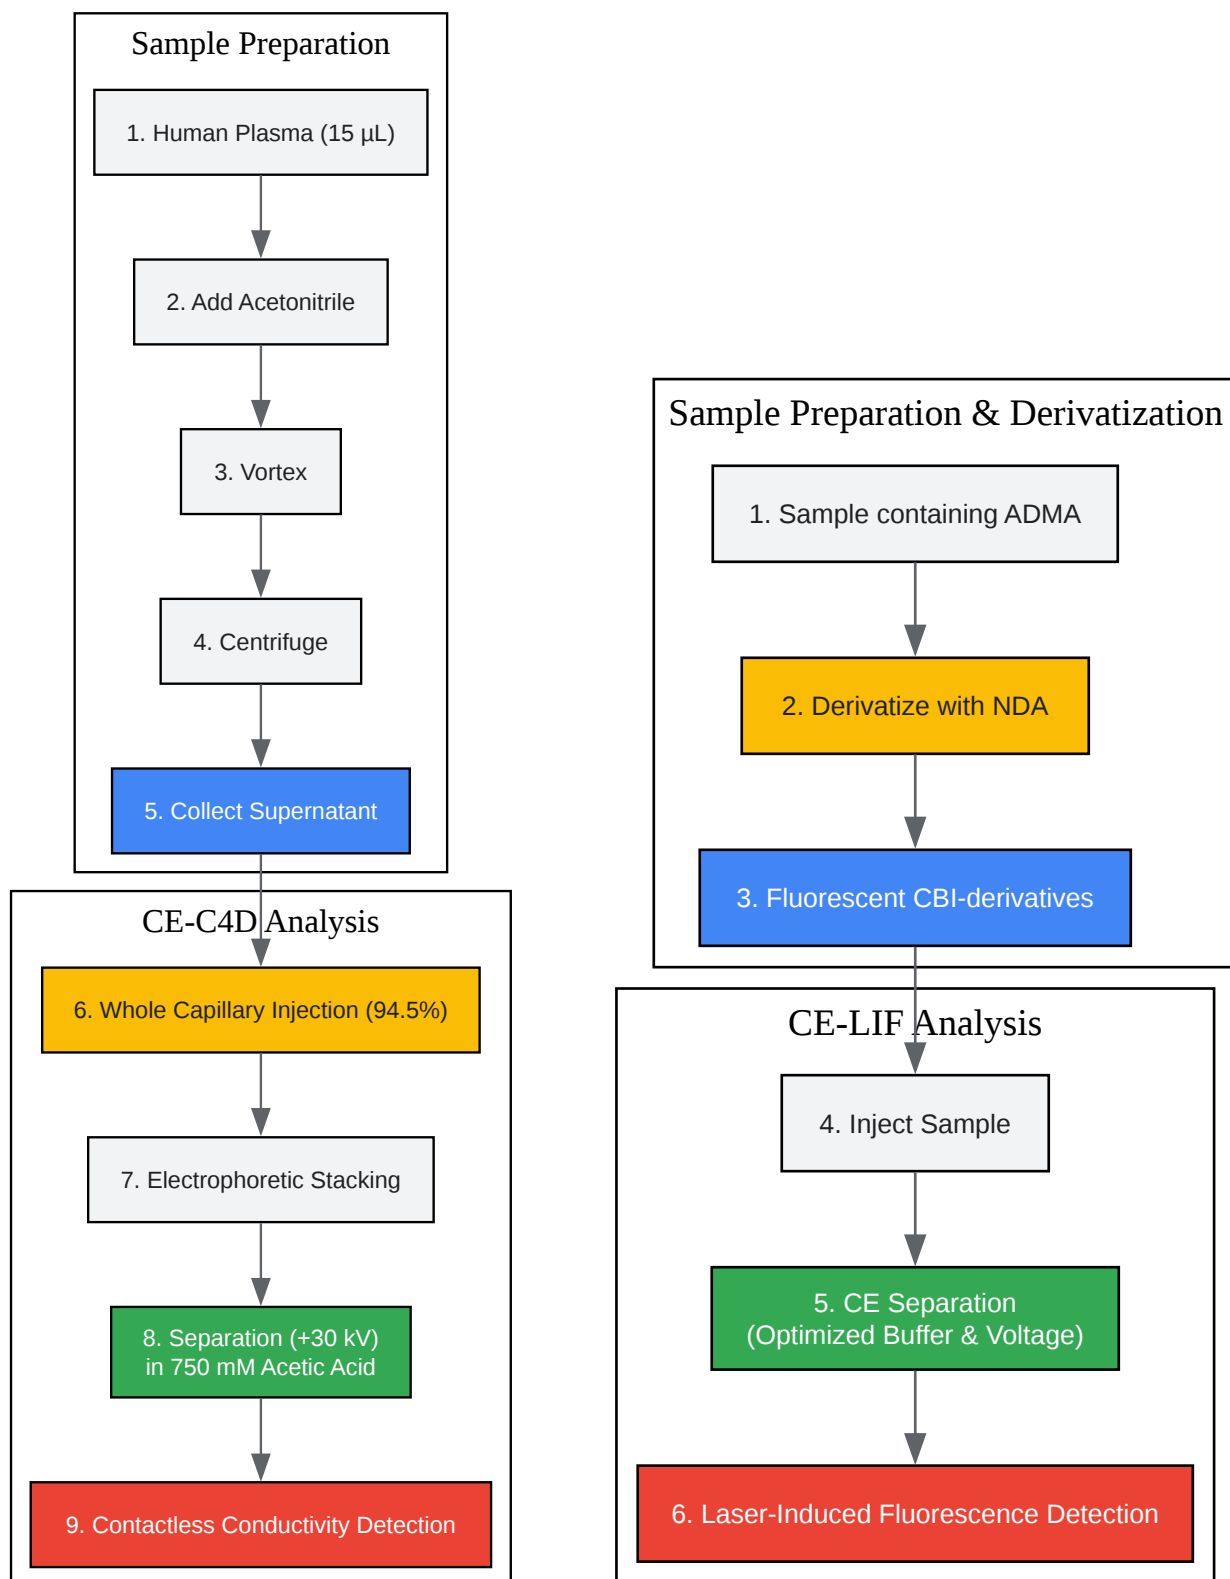 Sample Preparation
1. Human Plasma (15 µL)
2. Add Acetonitrile
3. Vortex
4. Centrifuge
5. Collect Supernatant
CE-C4D Analysis
6. Whole Capillary Injection (94.5%)
7. Electrophoretic Stacking
8. Separation (+30 kV)
in 750 mM Acetic Acid
9. Contactless Conductivity Detection
Sample Preparation & Derivatization
1. Sample containing ADMA
2. Derivatize with NDA
3. Fluorescent CBI-derivatives
CE-LIF Analysis
4. Inject Sample
5. CE Separation
(Optimized Buffer & Voltage)
6. Laser-Induced Fluorescence Detection